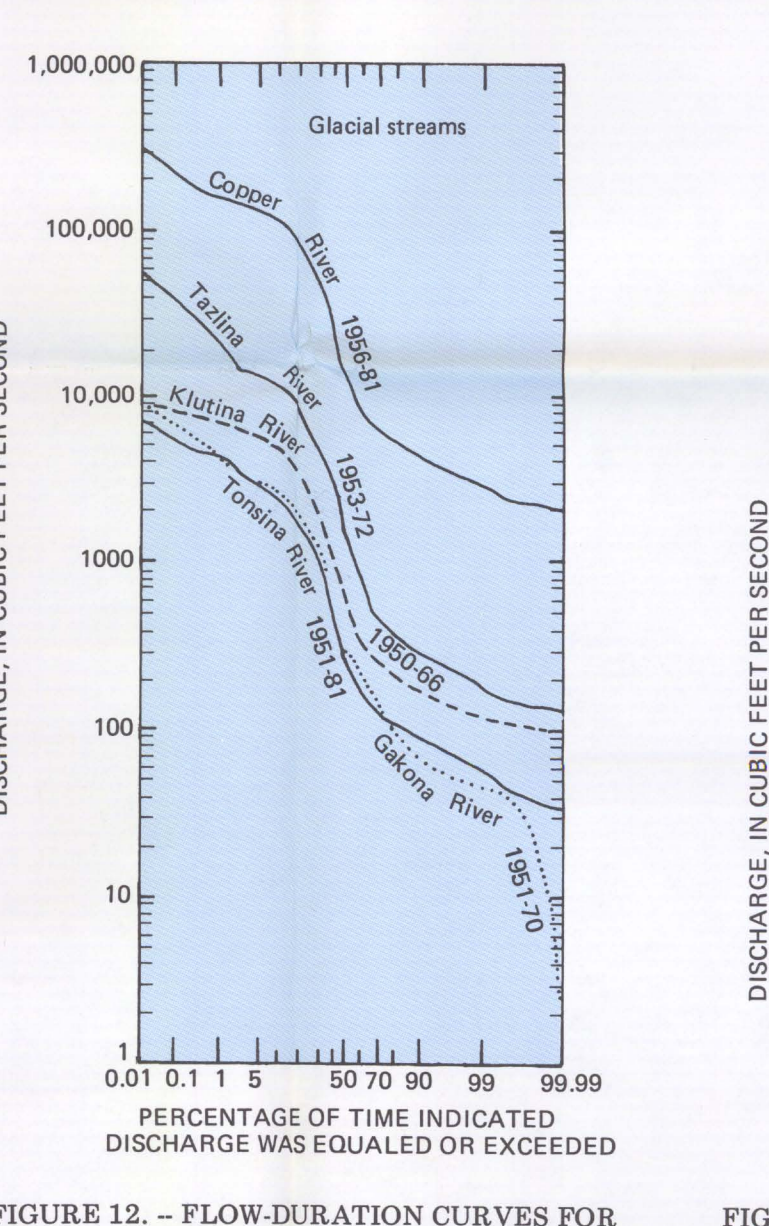 1,000,000
100,000
10,000
1000
100
10
1
Glacial streams
Copper River 1956-81
Tazlina River 1953-72
Klutina River 1950-66
Tonsina River 1951-81
Gakona River 1951-70
0.01 0.1 1 5 50 70 90 99 99.99
PERCENTAGE OF TIME INDICATED
DISCHARGE WAS EQUALED OR EXCEEDED
DISCHARGE, IN CUBIC FEET PER SECOND
FIGURE 12. -- FLOW-DURATION CURVES FOR
FIG